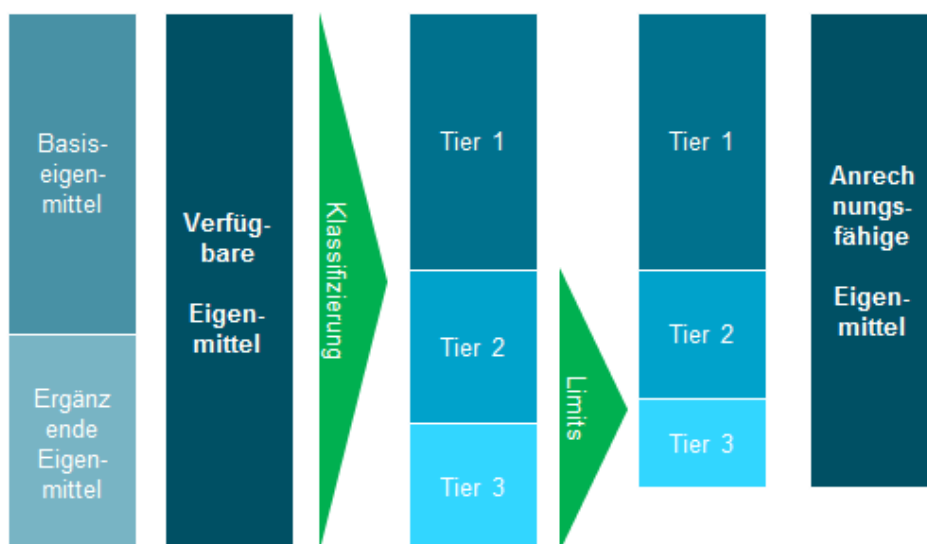 Basis-
eigen-
mittel
Ergänz
ende
Eigen-
mittel
Verfüg-
bare
Eigen-
mittel
Klassifizierung
Tier 1
Tier 2
Tier 3
Limits
Tier 1
Tier 2
Tier 3
Anrech
nungs-
fähige
Eigen-
mittel